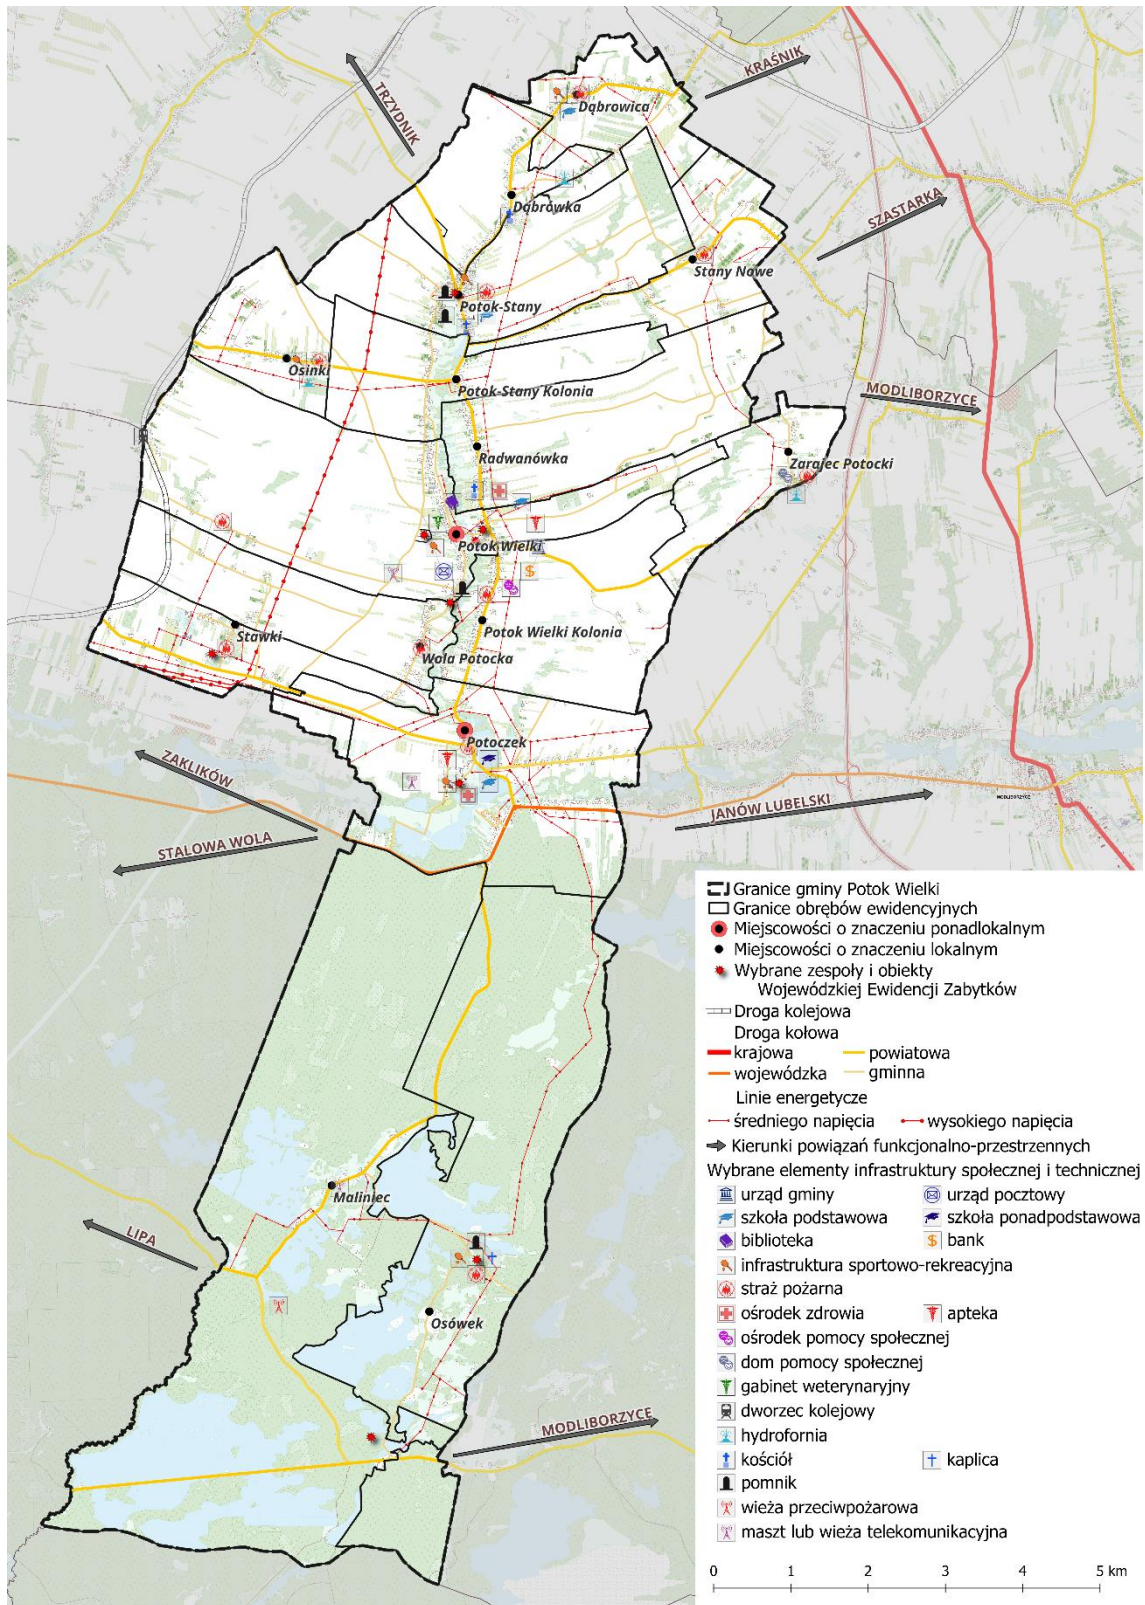 KRAŚNIK
TRZYDNIK
Dąbrowica
SZASTARKA
Dąbrówka
Stany Nowe
Potok-Stany
Osinki
Potok-Stany Kolonia
MODLIBORZYCE
Radwanówka
Zarajec Potocki
Potok Wielki
Potok Wielki Kolonia
Stawki
Wola Potocka
Potoczek
ZAKLIKÓW
MODLIBORZYCE
JANÓW LUBELSKI
STALOWA WOLA
Granice gminy Potok Wielki
Granice obrębów ewidencyjnych
Miejscowości o znaczeniu ponadlokalnym
Miejscowości o znaczeniu lokalnym
Wybrane zespoły i obiekty
Wojewódzkiej Ewidencji Zabytków
Droga kolejowa
Droga kołowa
krajowa powiatowa
wojewódzka gminna
Linie energetycze
średniego napięcia wysokiego napięcia
Kierunki powiązań funkcjonalno-przestrzennych
Wybrane elementy infrastruktury społecznej i technicznej
urząd gminy urząd pocztowy
szkoła podstawowa szkoła ponadpodstawowa
biblioteka $ bank
infrastruktura sportowo-rekreacyjna
straż pożarna
ośrodek zdrowia apteka
ośrodek pomocy społecznej
dom pomocy społecznej
gabinet weterynaryjny
dworzec kolejowy
hydrofornia
kościół kaplica
pomnik
wieża przeciwpożarowa
maszt lub wieża telekomunikacyjna
0 1 2 3 4 5 km
Maliniec
LIPA
Osówek
MODLIBORZYCE